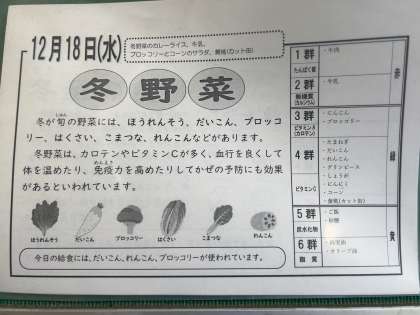 12月18日(水)
冬野菜のカレーライス、牛乳、
ブロッコリーとコーンのサラダ、黄桃(カット缶)
冬野菜
冬が旬の野菜には、ほうれんそう、だいこん、ブロッコ
しゅん
リー、はくさい、こまつな、れんこんなどがあります。
冬野菜は、カロテンやビタミンCが多く、血行を良くして
体を温めたり、免疫力を高めたりしてかぜの予防にも効果
めんえき
があるといわれています。
ほうれんそう
だいこん
ブロッコリー
はくさい
こまつな
れんこん
今日の給食には、だいこん、れんこん、ブロッコリーが使われています。
1群
たんぱく質
・牛肉
2群
無機質
(カルシウム)
・牛乳
3群
ビタミンA
(カロテン)
・にんじん
・ブロッコリー
4群
ビタミンC
・たまねぎ
・だいこん
・れんこん
・グリンピース
・しょうが
・にんにく
・コーン
・黄桃(カット缶)
5群
炭水化物
・ご飯
・砂糖
6群
脂質
・オリーブ油
赤
緑
黄